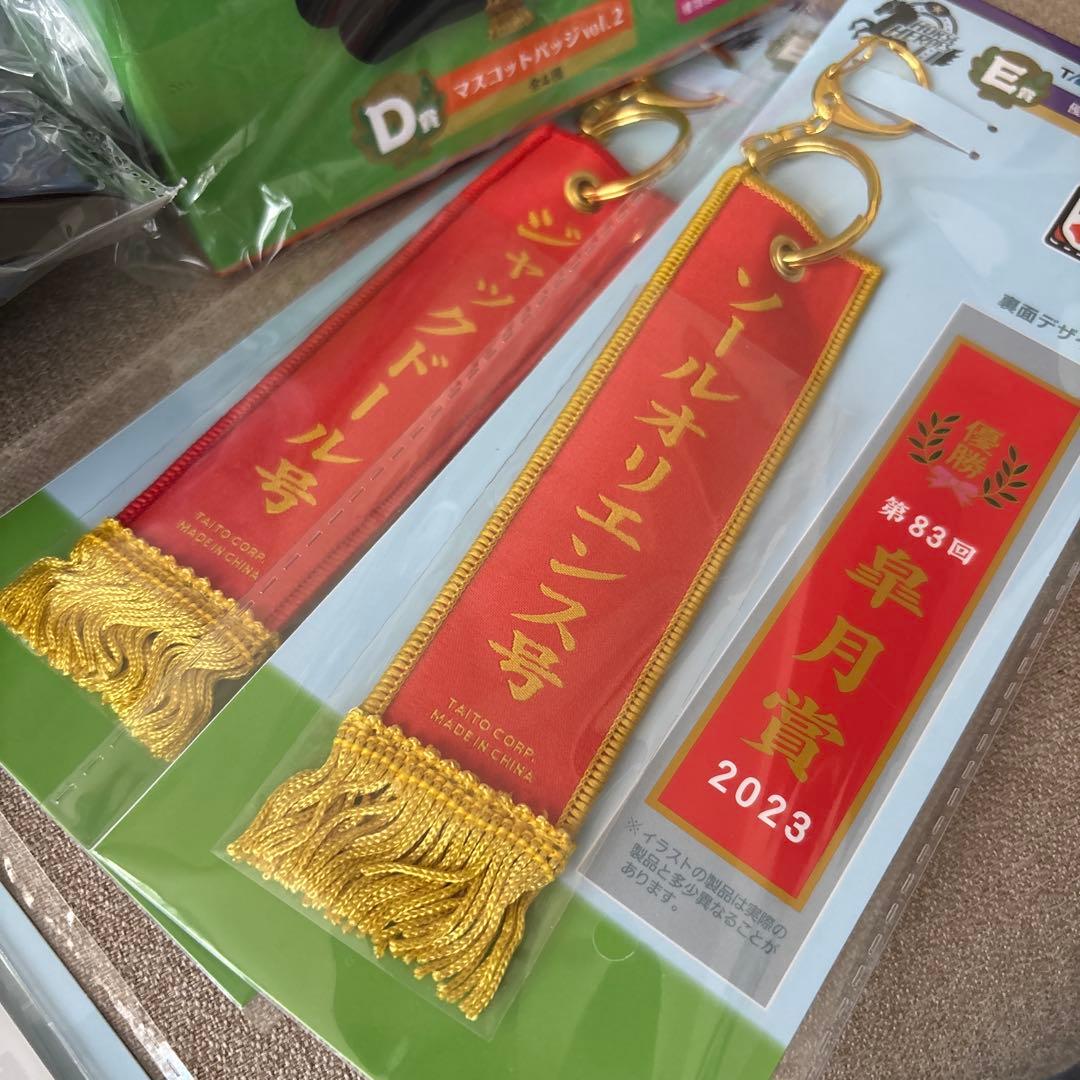 D賞
マスコットバッジvol.2
全4種
E賞
ジャックドール号
TAITO CORP.
MADE IN CHINA
ソールオリエンス号
TAITO CORP.
MADE IN CHINA
裏面デザ
優勝
第83回
皐月賞
2023
※イラストの製品は実際の
製品と多少異なることが
あります。